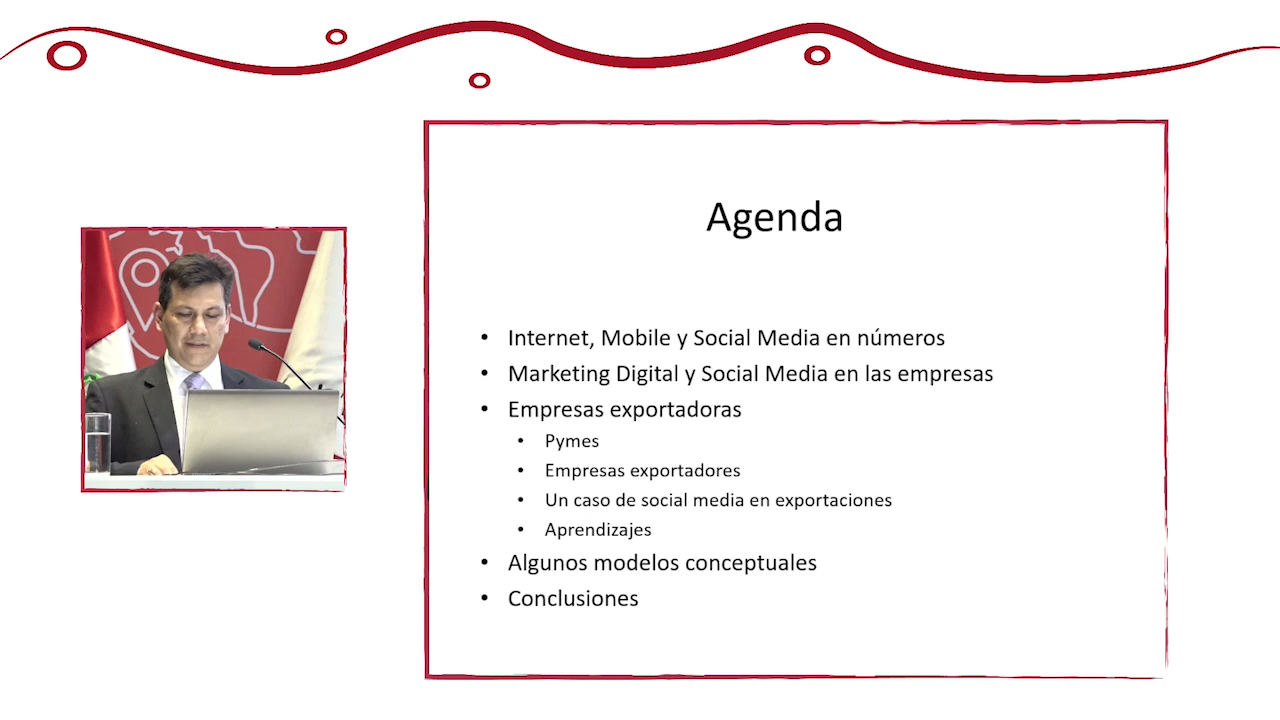 Agenda
• Internet, Mobile y Social Media en números
• Marketing Digital y Social Media en las empresas
• Empresas exportadoras
• Pymes
• Empresas exportadores
• Un caso de social media en exportaciones
• Aprendizajes
• Algunos modelos conceptuales
• Conclusiones